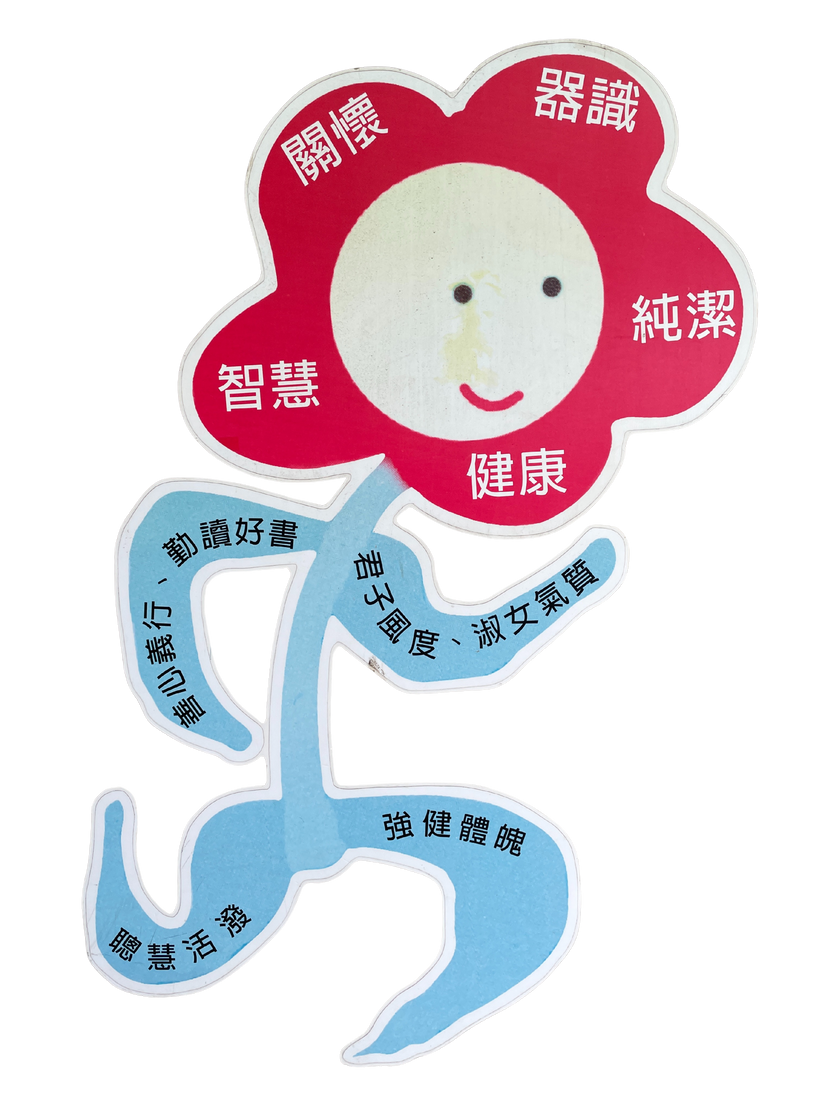 關懷
器識
純潔
智慧
健康
勤讀好書、善心義行
君子風度、淑女氣質
強健體魄
聰慧活潑